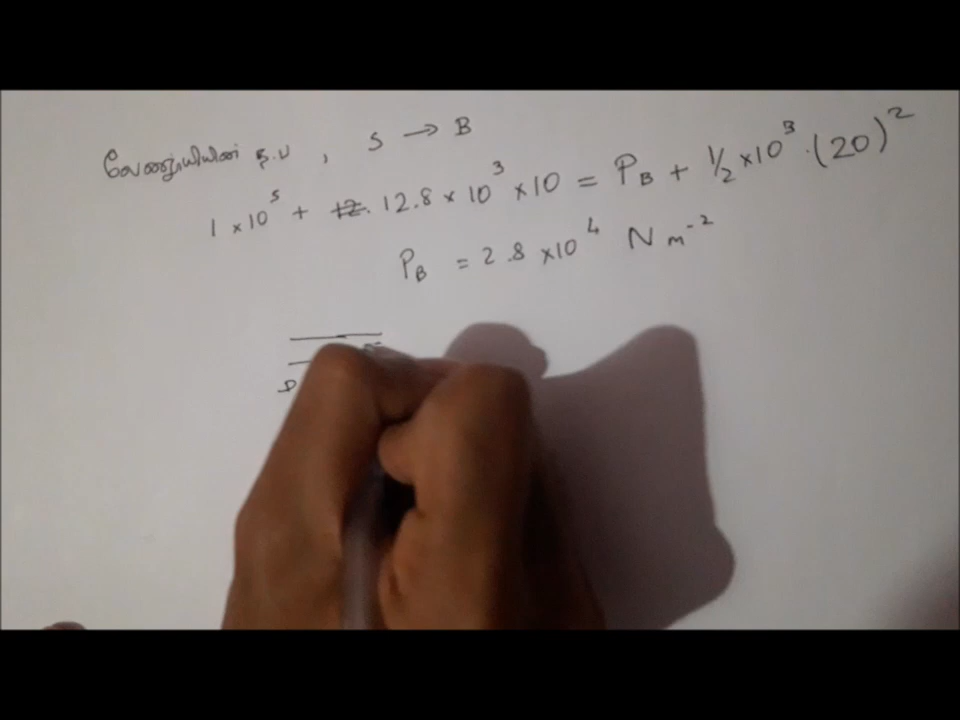 வேணூயியின் த.ப , S → B
1 × 10⁵ + 12.8 × 10³ × 10 = P_B + 1/2 × 10³ . (20)²
P_B = 2.8 × 10⁴ N m⁻²
D